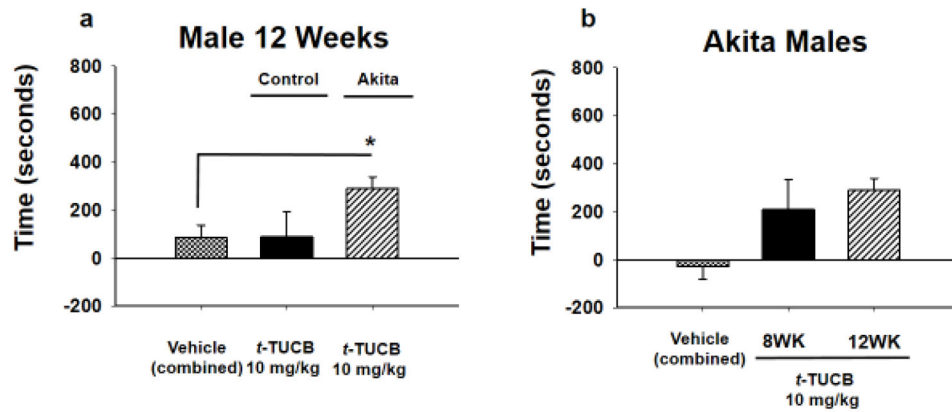 a
Male 12 Weeks
Time (seconds)
800
600
400
200
0
-200
Control
Akita
*
Vehicle
(combined)
t-TUCB
10 mg/kg
t-TUCB
10 mg/kg
b
Akita Males
Time (seconds)
800
600
400
200
0
-200
Vehicle
(combined)
8WK
12WK
t-TUCB
10 mg/kg